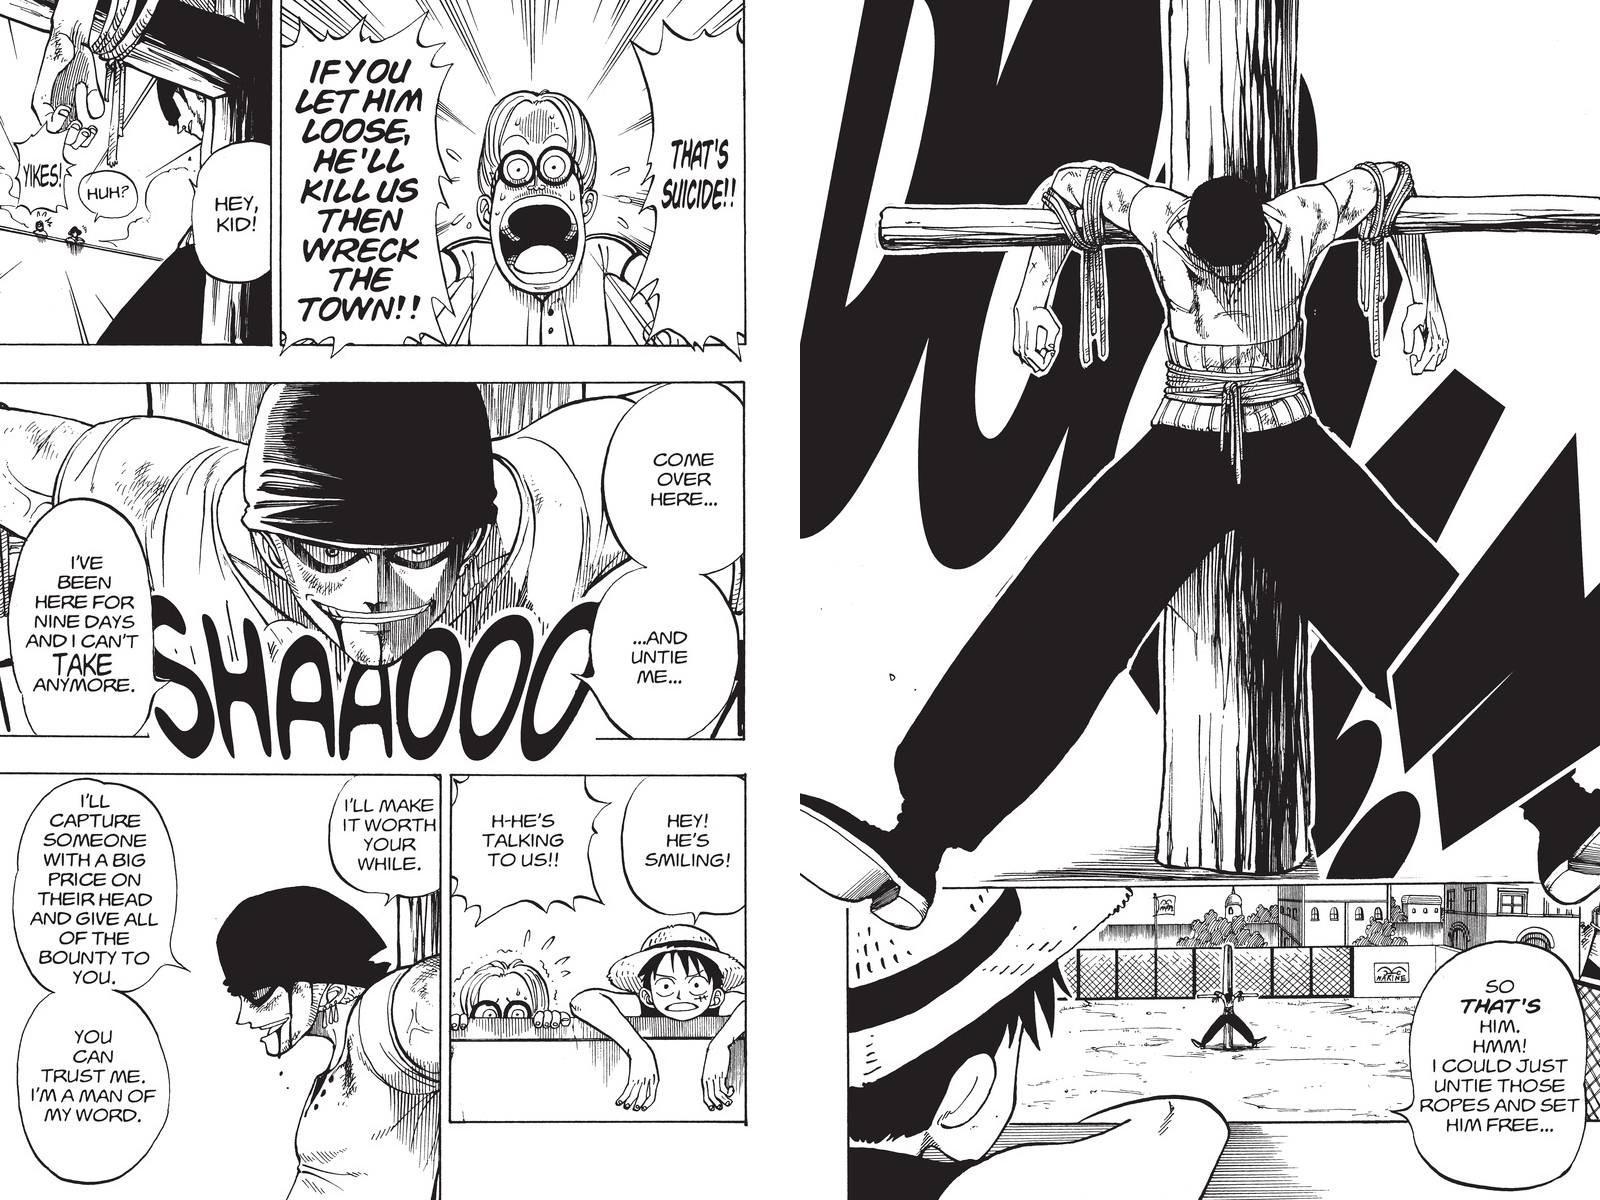 MARINE
SO
THAT'S
HIM.
HMM!
I COULD JUST
UNTIE THOSE
ROPES AND SET
HIM FREE...
THAT'S
SUICIDE!!
IF YOU
LET HIM
LOOSE,
HE'LL
KILL US
THEN
WRECK
THE
TOWN!!
HEY,
KID!
HUH?
YIKES!
COME
OVER
HERE...
...AND
UNTIE
ME...
SHAAOOO
I'VE
BEEN
HERE FOR
NINE DAYS
AND I CAN'T
TAKE
ANYMORE.
HEY!
HE'S
SMILING!
H-HE'S
TALKING
TO US!!
I'LL MAKE
IT WORTH
YOUR
WHILE.
I'LL
CAPTURE
SOMEONE
WITH A BIG
PRICE ON
THEIR HEAD
AND GIVE ALL
OF THE
BOUNTY TO
YOU.
YOU
CAN
TRUST ME.
I'M A MAN OF
MY WORD.